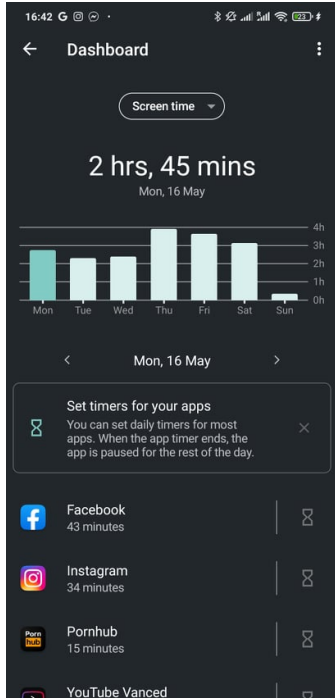 16:42 G
23
Dashboard
Screen time
2 hrs, 45 mins
Mon, 16 May
4h
3h
2h
1h
0h
Mon Tue Wed Thu Fri Sat Sun
Mon, 16 May
Set timers for your apps
You can set daily timers for most
apps. When the app timer ends, the
app is paused for the rest of the day.
Facebook
43 minutes
Instagram
34 minutes
Porn
hub
Pornhub
15 minutes
YouTube Vanced